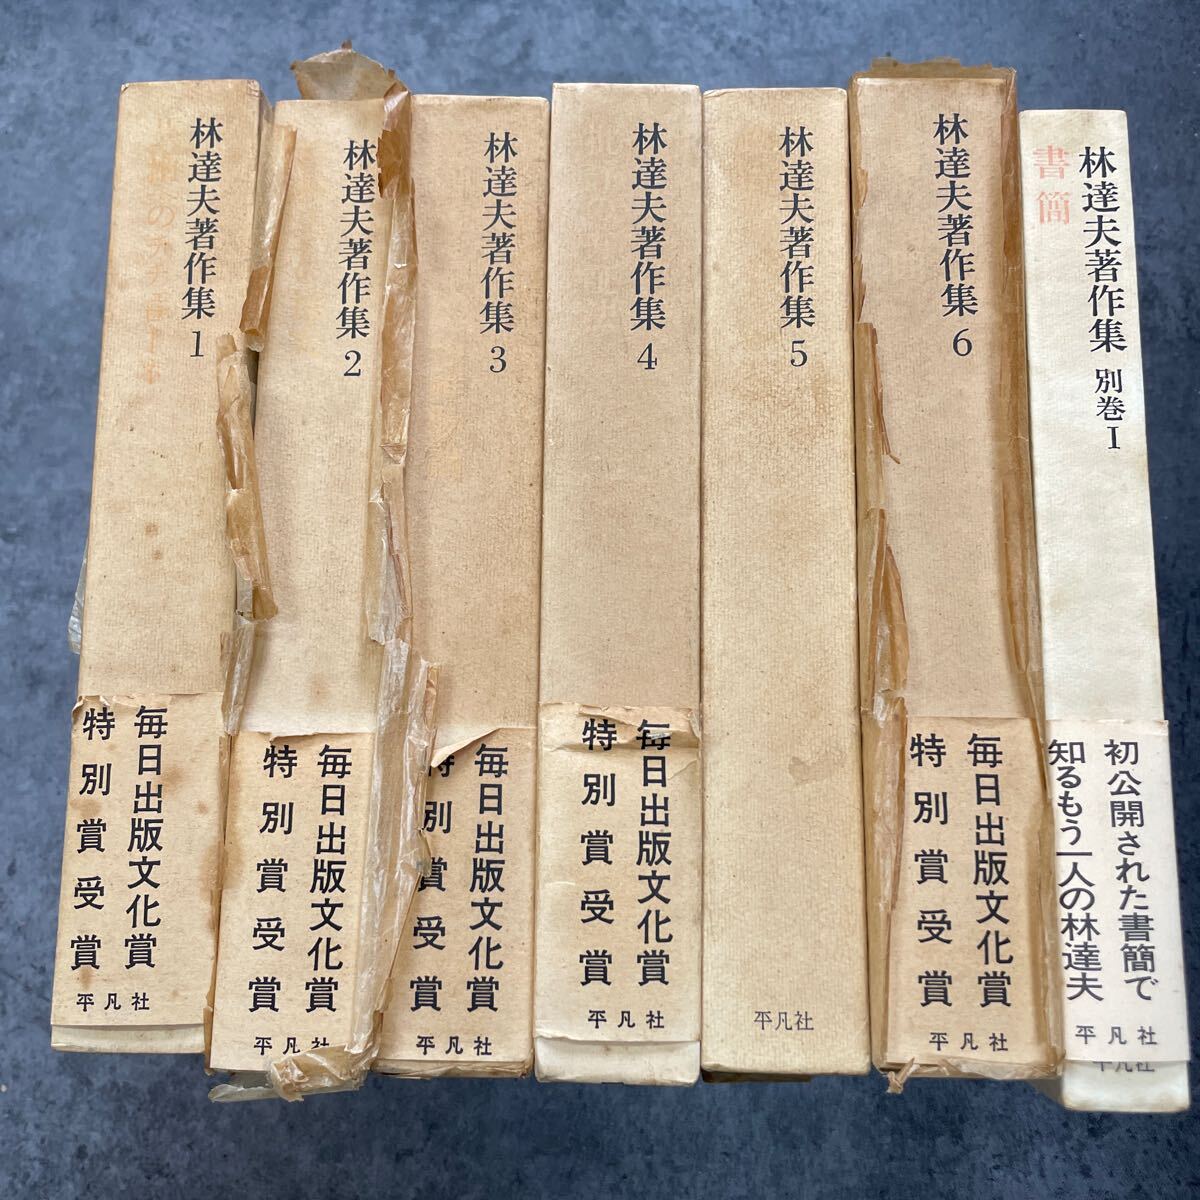 林達夫著作集 1
毎日出版文化賞
特別賞受賞
平凡社
林達夫著作集 2
毎日出版文化賞
特別賞受賞
平凡社
林達夫著作集 3
毎日出版文化賞
特別賞受賞
平凡社
林達夫著作集 4
毎日出版文化賞
特別賞受賞
平凡社
林達夫著作集 5
平凡社
林達夫著作集 6
毎日出版文化賞
特別賞受賞
平凡社
林達夫著作集 別巻 I
書簡
初公開された書簡で
知るもう一人の林達夫
平凡社
平凡社